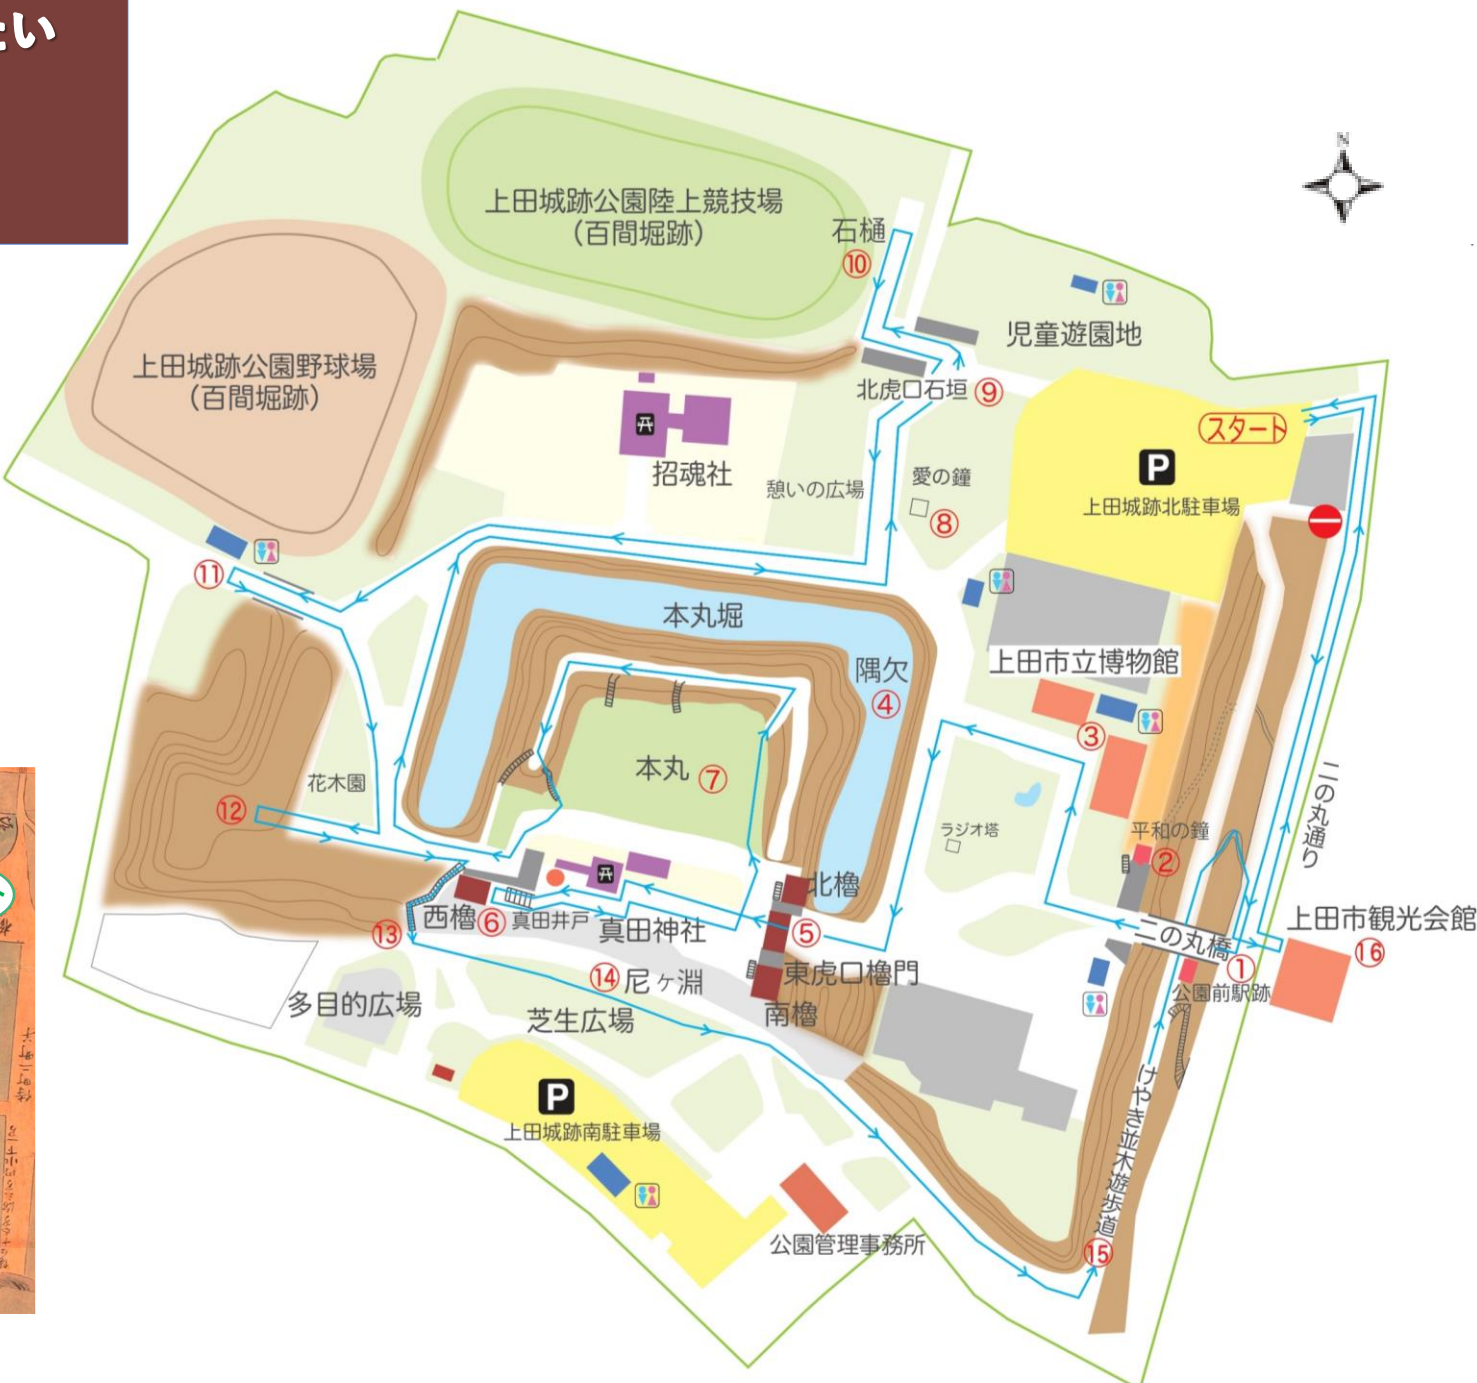 たい
N
上田城跡公園陸上競技場
(百間堀跡)
石樋
⑩
児童遊園地
上田城跡公園野球場
(百間堀跡)
北虎口石垣 ⑨
スタート
招魂社
憩いの広場
愛の鐘
⑧
P
上田城跡北駐車場
⑪
本丸堀
上田市立博物館
隅欠
④
③
本丸 ⑦
花木園
⑫
ラジオ塔
平和の鐘
②
二の丸通り
北櫓
西櫓 ⑥ 真田井戸 真田神社
⑤
二の丸橋
①
上田市観光会館
⑯
⑬
⑭ 尼ヶ淵
東虎口櫓門
公園前駅跡
多目的広場
芝生広場
南櫓
P
上田城跡南駐車場
けやき並木遊歩道
⑮
公園管理事務所